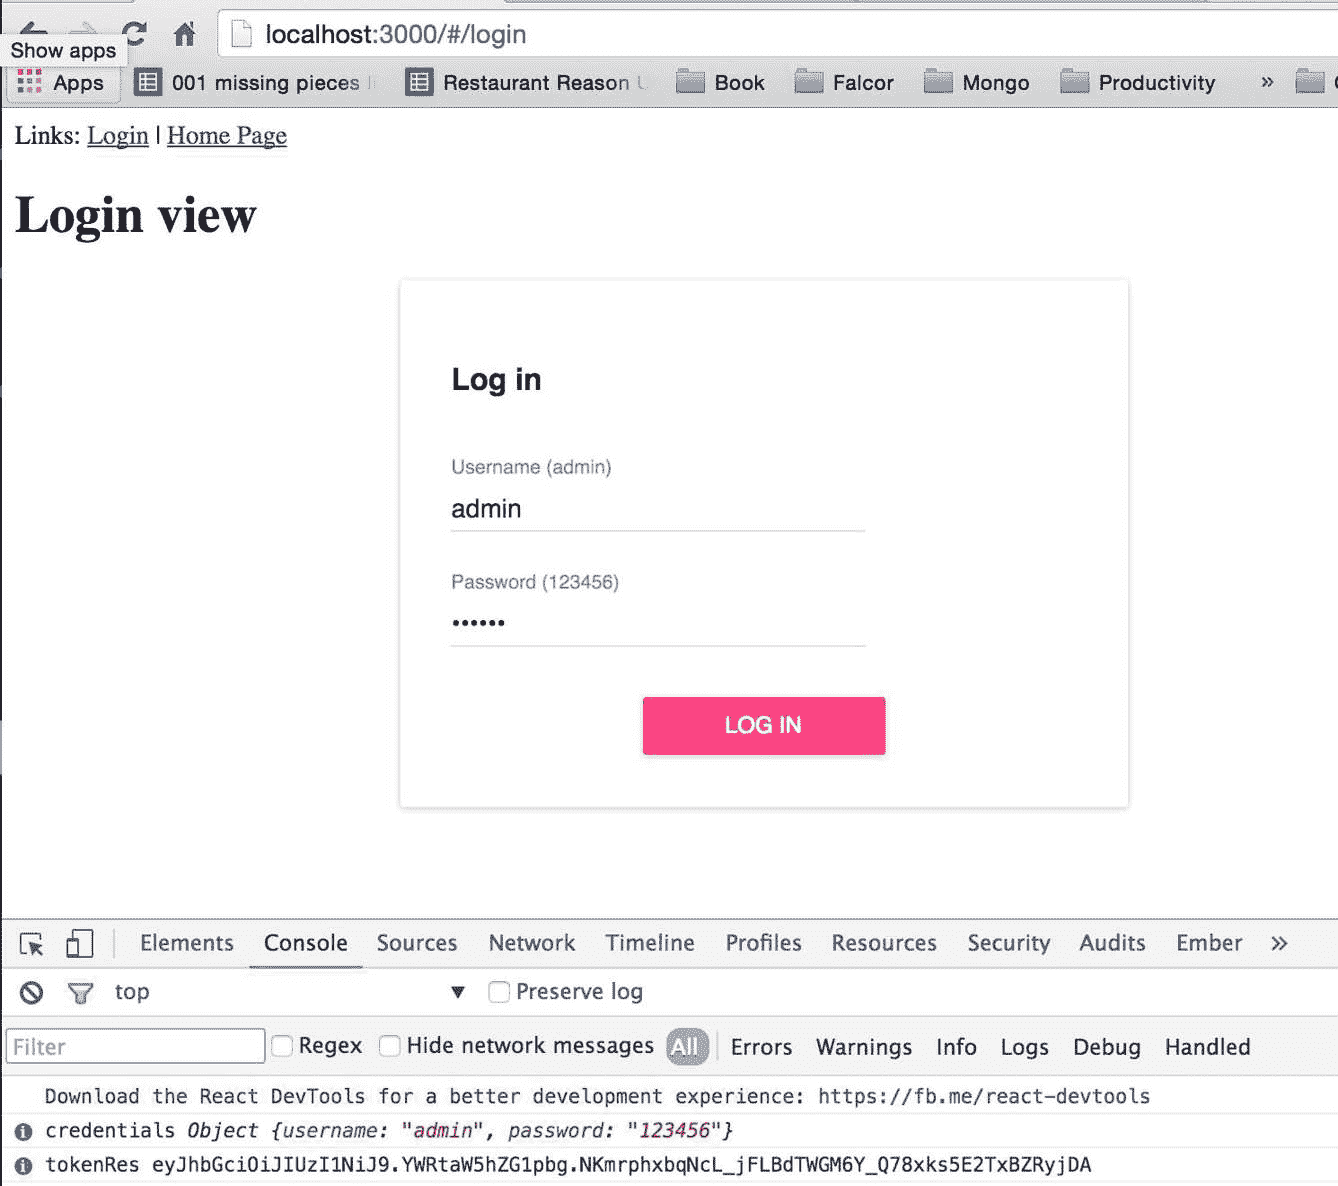 localhost:3000/#/login
Show apps
Apps 001 missing pieces Restaurant Reason Book Falcor Mongo Productivity »
Links: Login | Home Page
Login view
Log in
Username (admin)
admin
Password (123456)
••••••
LOG IN
Elements Console Sources Network Timeline Profiles Resources Security Audits Ember »
top ▼ Preserve log
Filter Regex Hide network messages All Errors Warnings Info Logs Debug Handled
Download the React DevTools for a better development experience: https://fb.me/react-devtools
credentials Object {username: "admin", password: "123456"}
tokenRes eyJhbGciOiJIUzI1NiJ9.YWRtaW5hZG1pbg.NKmrphxbqNcL_jFLBdTWGM6Y_Q78xks5E2TxBZRyjDA